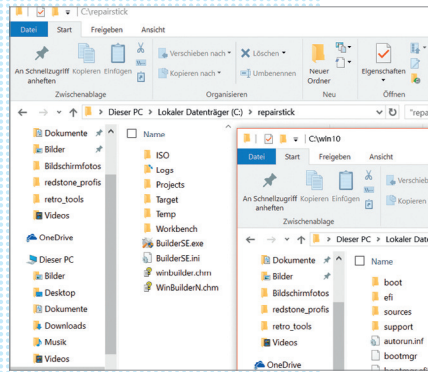 C:\repairstick
Datei Start Freigeben Ansicht
An Schnellzugriff anheften
Kopieren Einfügen
Verschieben nach
Kopieren nach
Löschen
Umbenennen
Neuer Ordner
Eigenschaften
Zwischenablage Organisieren Neu Öffnen
Dieser PC > Lokaler Datenträger (C:) > repairstick
Dokumente
Bilder
Bildschirmfotos
redstone_profis
retro_tools
Videos
OneDrive
Dieser PC
Bilder
Desktop
Dokumente
Downloads
Musik
Videos
Name
ISO
Logs
Projects
Target
Temp
Workbench
BuilderSE.exe
BuilderSE.ini
winbuilder.chm
WinBuilderN.chm
C:\win10
Datei Start Freigeben Ansicht
An Schnellzugriff anheften
Kopieren Einfügen
Kopieren
Zwischenablage
Dieser PC > Lokaler
Dokumente
Bilder
Bildschirmfotos
redstone_profis
retro_tools
Videos
OneDrive
Name
boot
efi
sources
support
autorun.inf
bootmgr